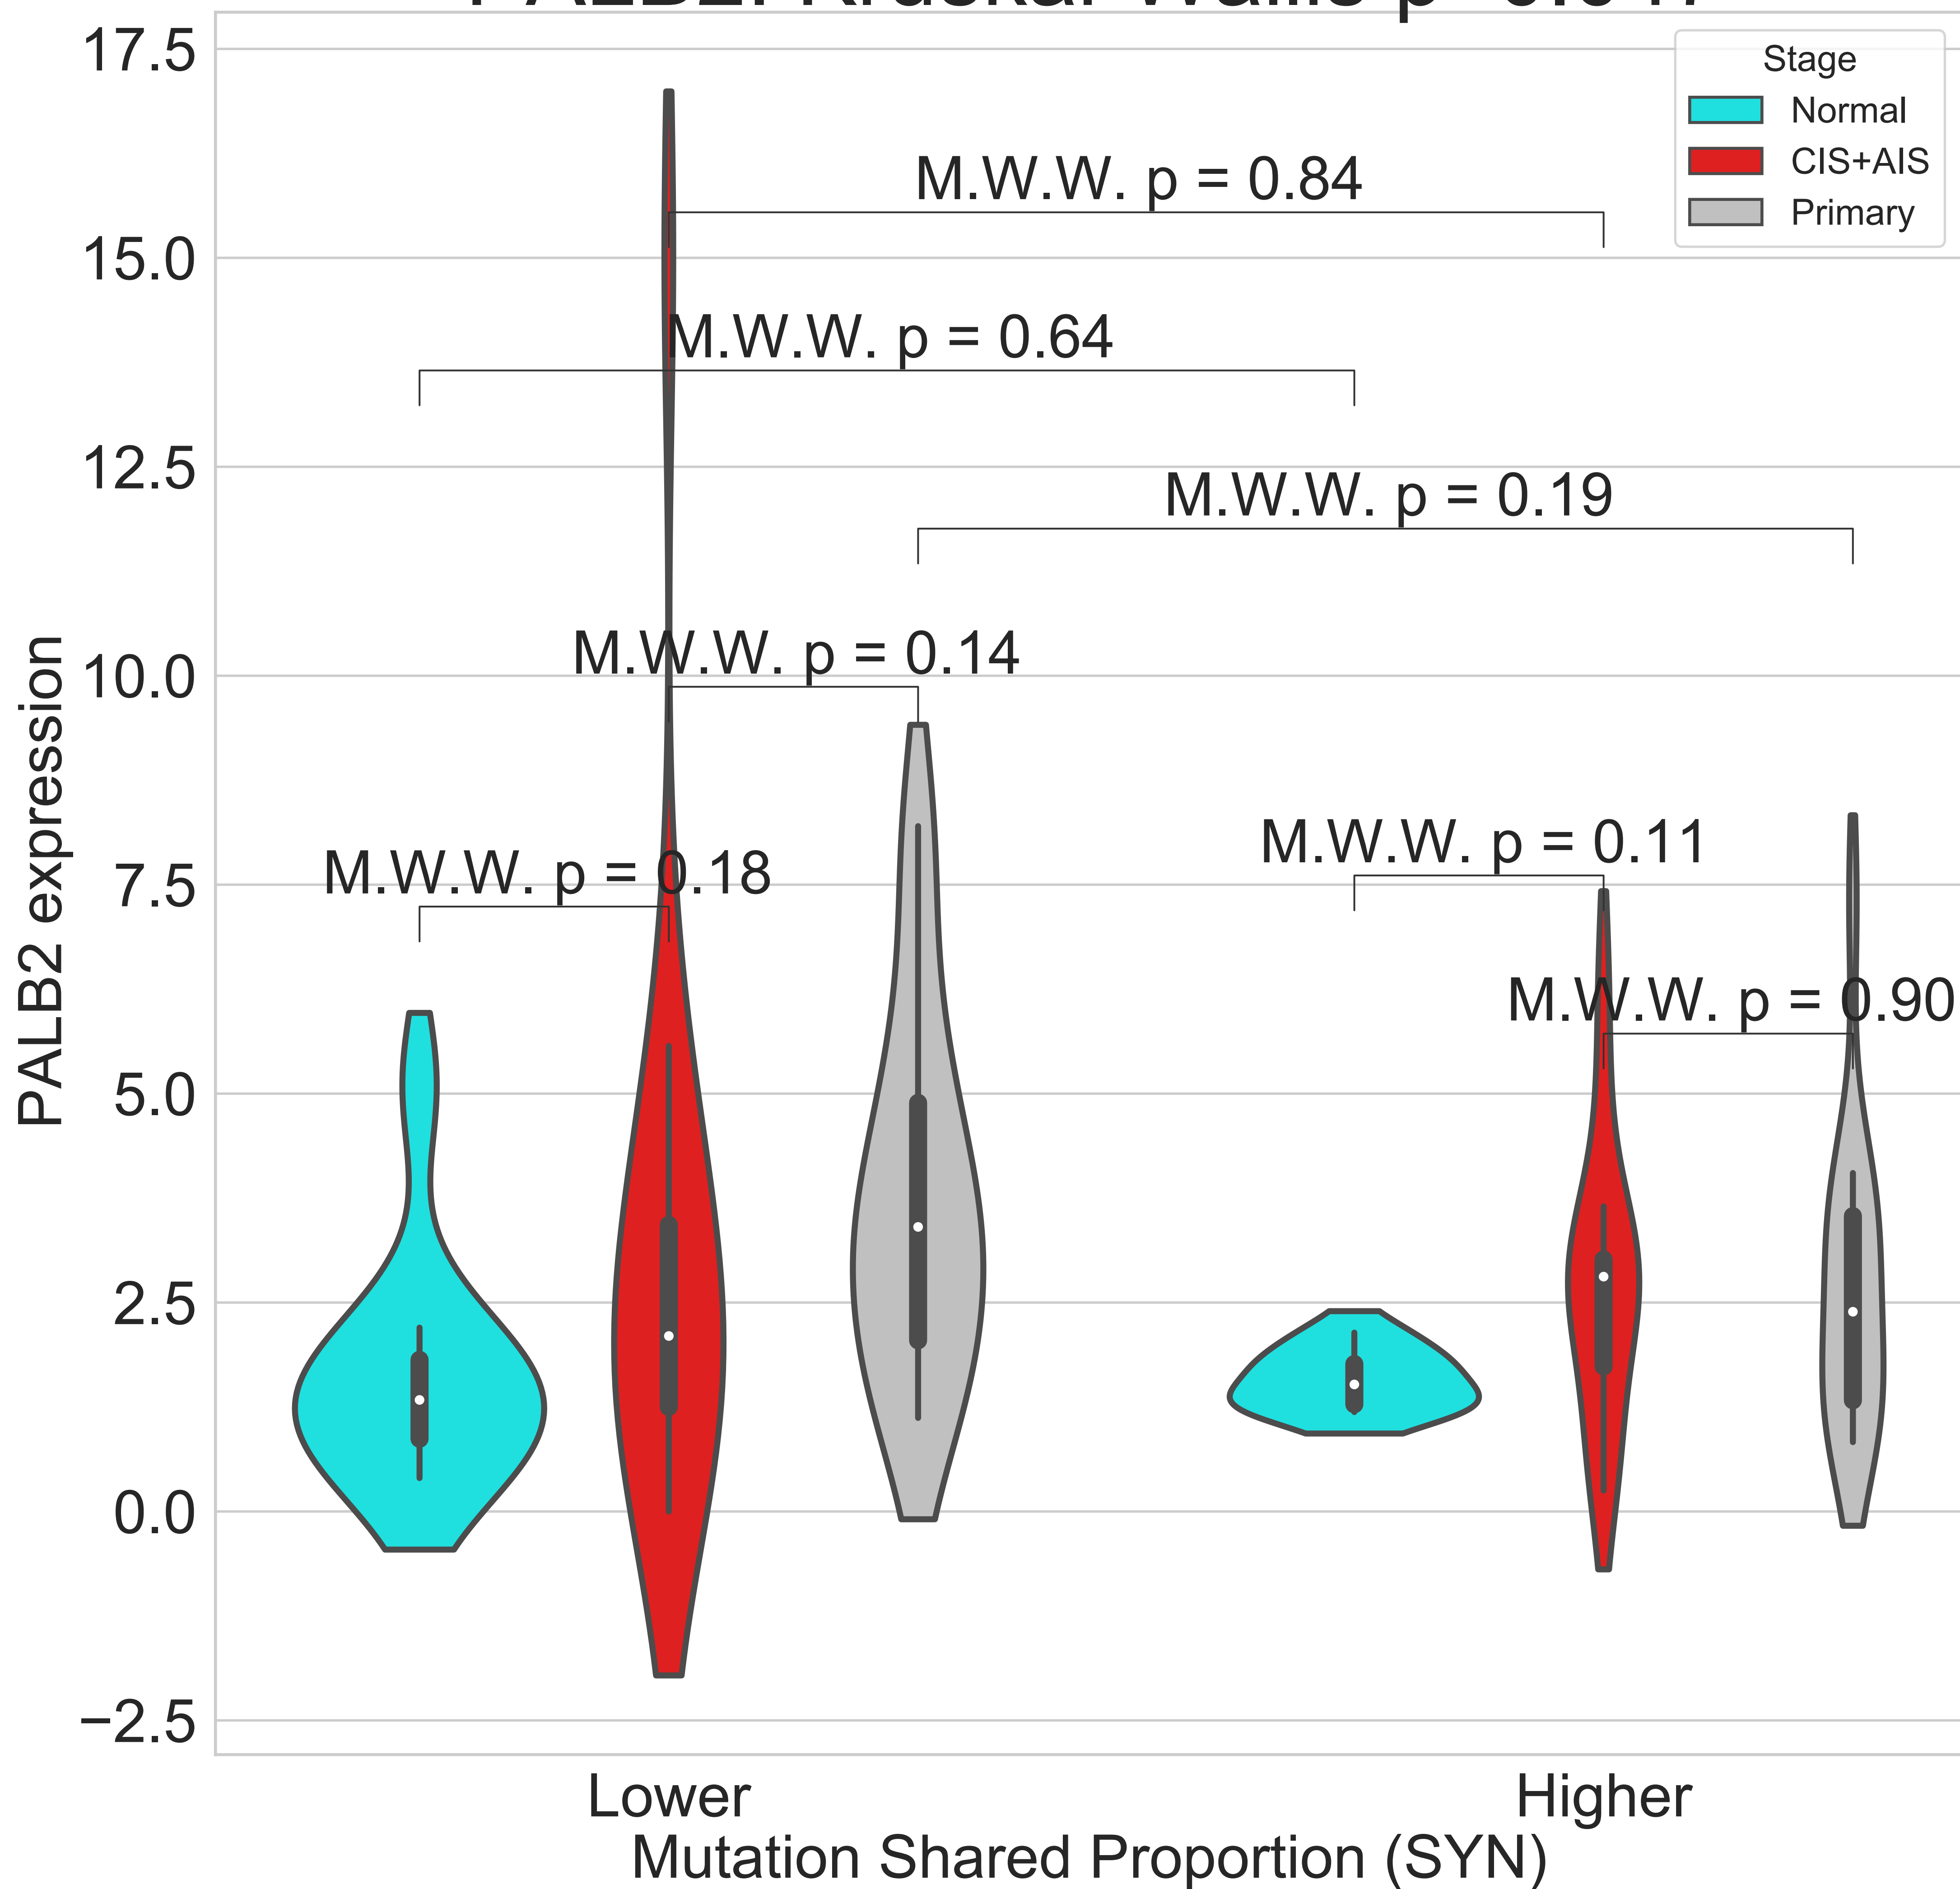 17.5
15.0
12.5
10.0
7.5
5.0
2.5
0.0
−2.5
PALB2 expression
Stage
Normal
CIS+AIS
Primary
M.W.W. p = 0.84
M.W.W. p = 0.64
M.W.W. p = 0.19
M.W.W. p = 0.14
M.W.W. p = 0.18
M.W.W. p = 0.11
M.W.W. p = 0.90
Lower
Higher
Mutation Shared Proportion (SYN)